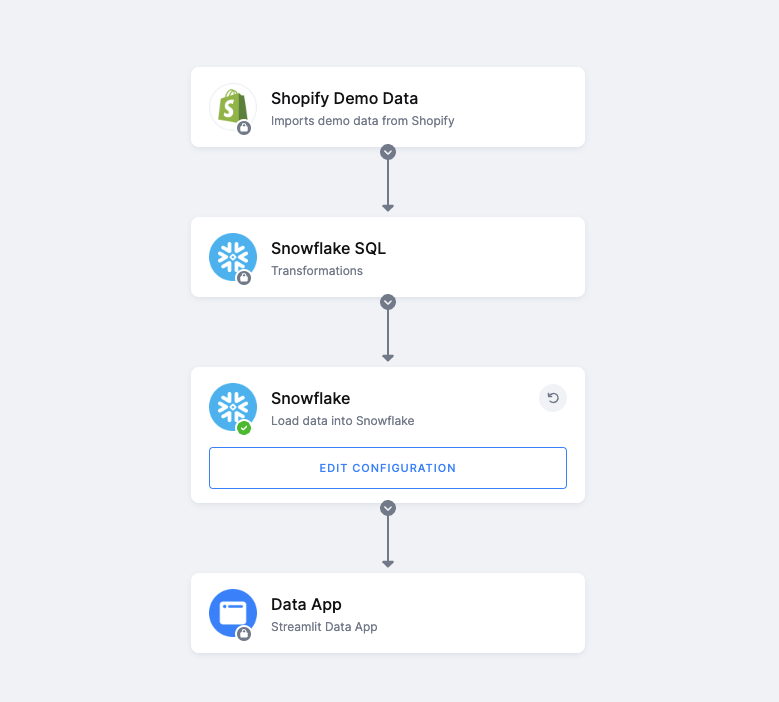 Shopify Demo Data
Imports demo data from Shopify
Snowflake SQL
Transformations
Snowflake
Load data into Snowflake
EDIT CONFIGURATION
Data App
Streamlit Data App